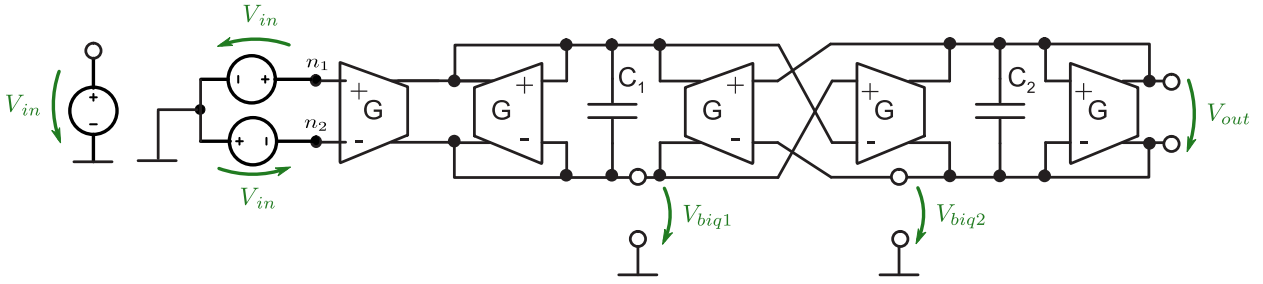 V_in
V_in
V_in
n_1
n_2
+
-
+ -
- +
+
G
-
+
G
-
C_1
+
G
-
+
G
-
C_2
+
G
-
V_biq1
V_biq2
V_out